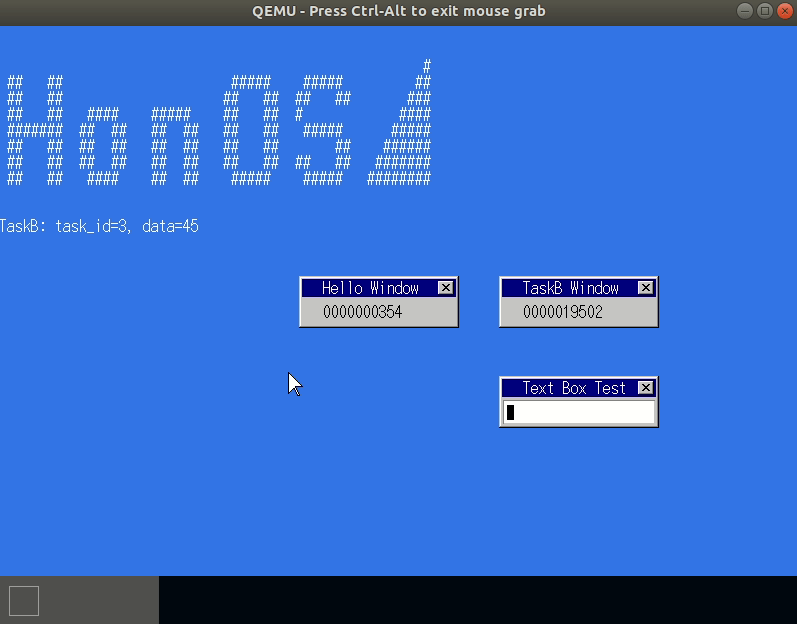 QEMU - Press Ctrl-Alt to exit mouse grab
HonOS
TaskB: task_id=3, data=45
Hello Window
0000000354
TaskB Window
0000019502
Text Box Test